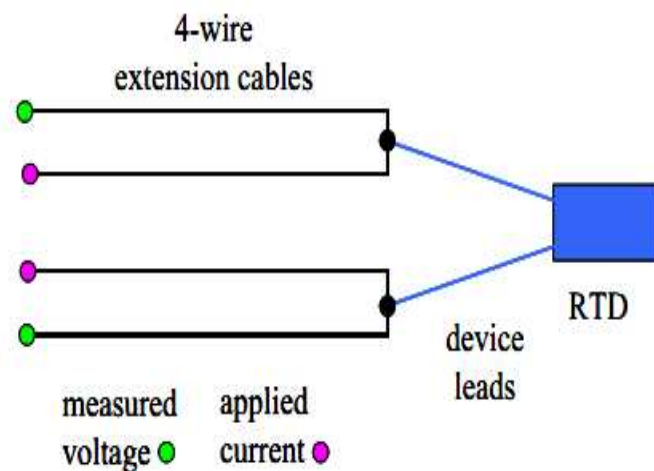 4-wire
extension cables
RTD
device
leads
measured
voltage
applied
current